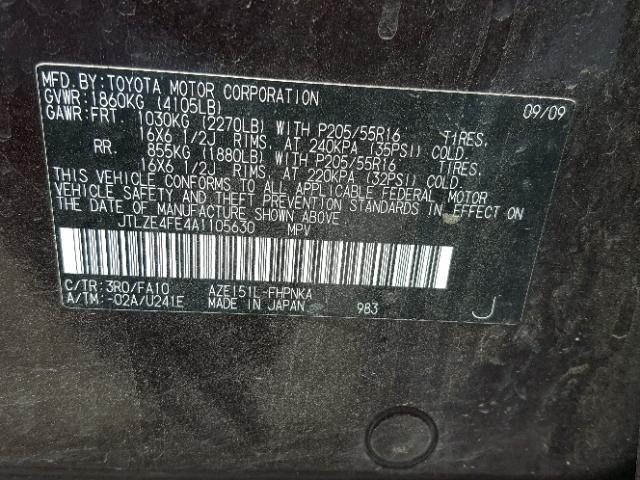 MFD.BY:TOYOTA MOTOR CORPORATION 09/09
GVWR:1860KG (4105LB)
GAWR:FRT. 1030KG (2270LB) WITH P205/55R16 TIRES,
16X6 1/2J RIMS, AT 240KPA (35PSI) COLD.
RR. 855KG (1880LB) WITH P205/55R16 TIRES,
16X6 1/2J RIMS, AT 220KPA (32PSI) COLD.
THIS VEHICLE CONFORMS TO ALL APPLICABLE FEDERAL MOTOR
VEHICLE SAFETY AND THEFT PREVENTION STANDARDS IN EFFECT ON
THE DATE OF MANUFACTURE SHOWN ABOVE.
JTLZE4FE4A1105630 MPV
C/TR:3R0/FA10 AZE151L-FHPNKA
A/TM:-02A/U241E MADE IN JAPAN 983 J